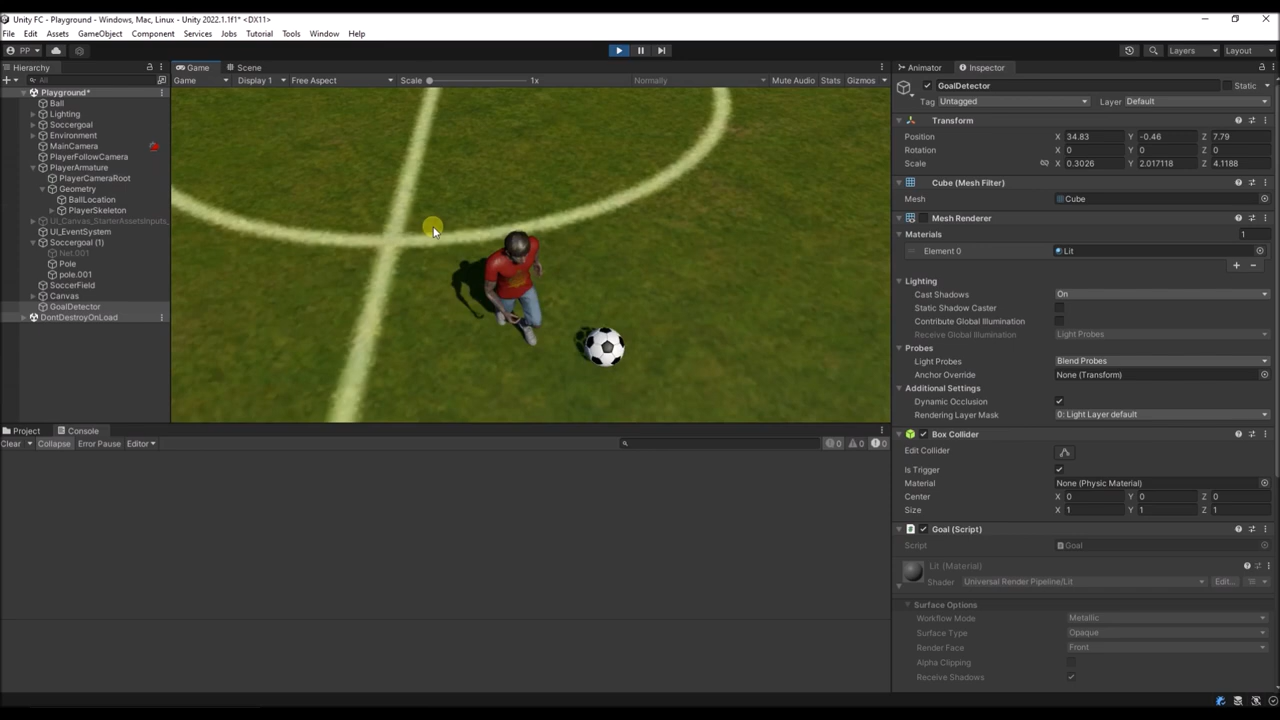 Unity FC - Playground - Windows, Mac, Linux - Unity 2022.1.1f1* <DX11>
File Edit Assets GameObject Component Services Jobs Tutorial Tools Window Help
PP Layers Layout
Hierarchy
All
Playground*
Ball
Lighting
Soccergoal
Environment
MainCamera
PlayerFollowCamera
PlayerArmature
PlayerCameraRoot
Geometry
BallLocation
PlayerSkeleton
UI_Canvas_StarterAssetsInputs_
UI_EventSystem
Soccergoal (1)
Net.001
Pole
pole.001
SoccerField
Canvas
GoalDetector
DontDestroyOnLoad
Game Scene
Game Display 1 Free Aspect Scale 1x Normally Mute Audio Stats Gizmos
Project Console
Clear Collapse Error Pause Editor 0 0 0
Animator Inspector
GoalDetector Static
Tag Untagged Layer Default
Transform
Position X 34.83 Y -0.46 Z 7.79
Rotation X 0 Y 0 Z 0
Scale X 0.3026 Y 2.017118 Z 4.1188
Cube (Mesh Filter)
Mesh Cube
Mesh Renderer
Materials 1
Element 0 Lit
Lighting
Cast Shadows On
Static Shadow Caster
Contribute Global Illumination
Receive Global Illumination Light Probes
Probes
Light Probes Blend Probes
Anchor Override None (Transform)
Additional Settings
Dynamic Occlusion
Rendering Layer Mask 0: Light Layer default
Box Collider
Edit Collider
Is Trigger
Material None (Physic Material)
Center X 0 Y 0 Z 0
Size X 1 Y 1 Z 1
Goal (Script)
Script Goal
Lit (Material)
Shader Universal Render Pipeline/Lit Edit...
Surface Options
Workflow Mode Metallic
Surface Type Opaque
Render Face Front
Alpha Clipping
Receive Shadows